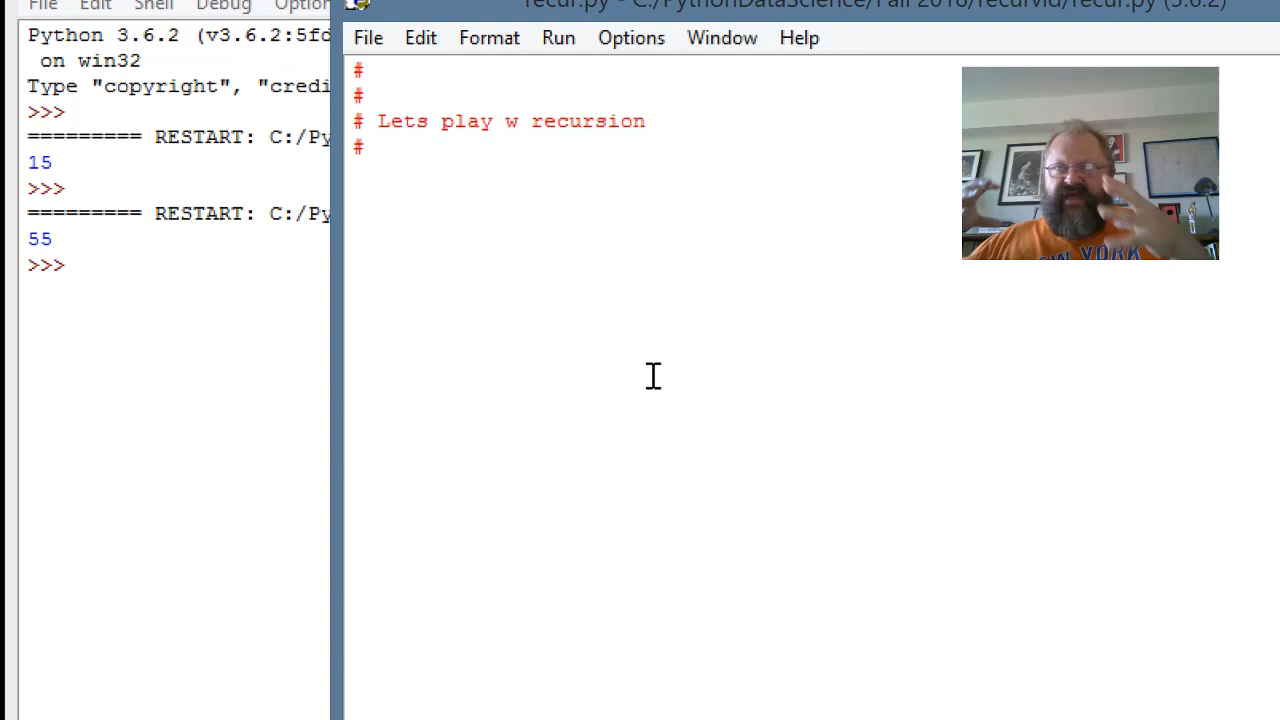 File Edit Shell Debug Option
Python 3.6.2 (v3.6.2:5fd
on win32
Type "copyright", "credi
>>>
========= RESTART: C:/Py
15
>>>
========= RESTART: C:/Py
55
>>>
recur.py - C:/PythonDataScience/Fall 2018/recurvid/recur.py (3.6.2)
File Edit Format Run Options Window Help
#
#
# Lets play w recursion
#
NEW YORK